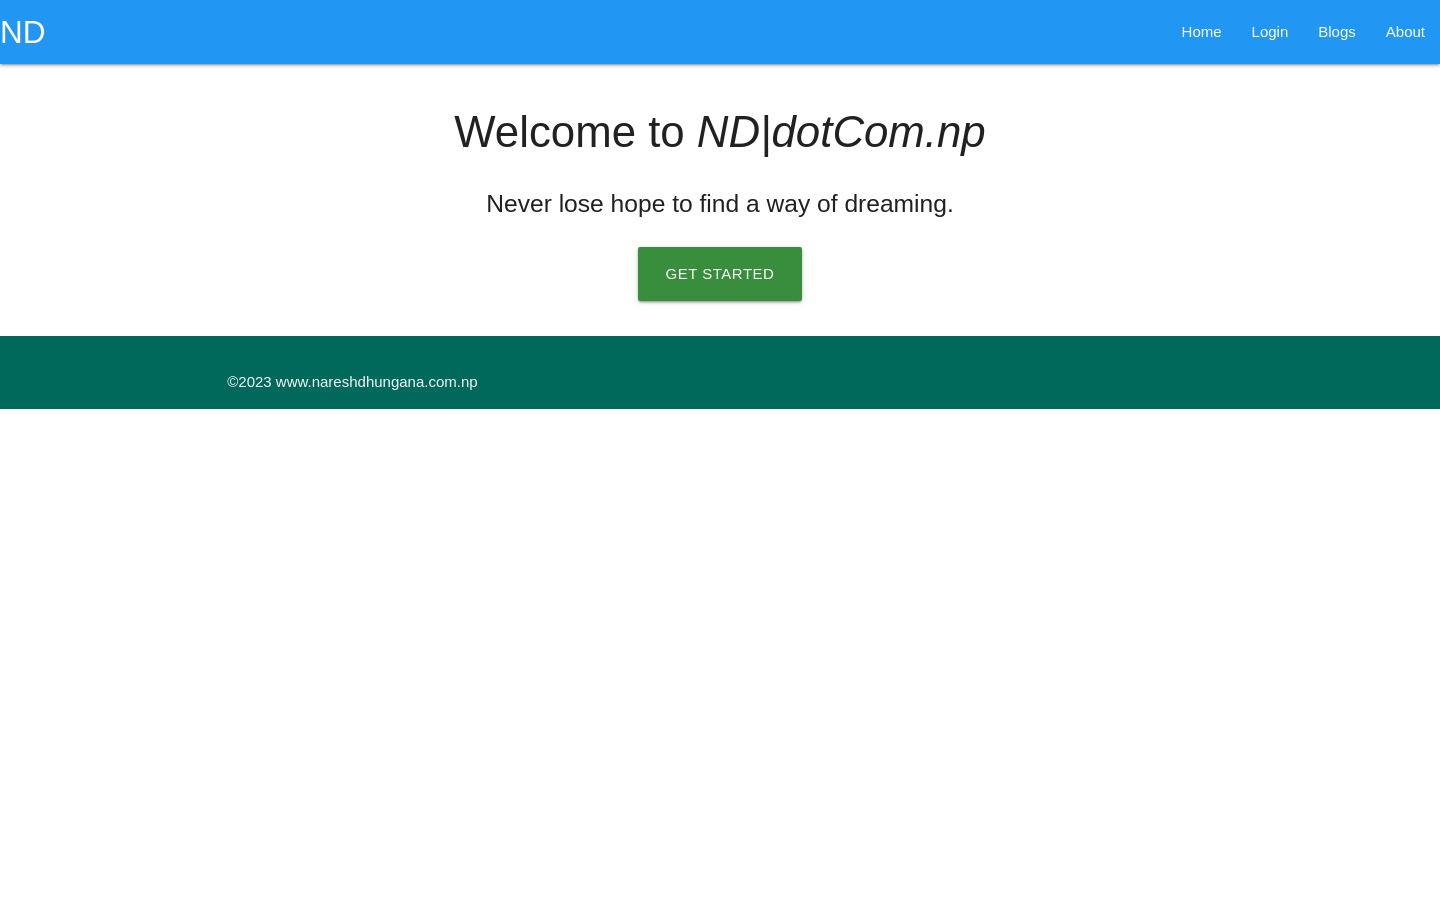 ND
Home Login Blogs About
Welcome to ND|dotCom.np
Never lose hope to find a way of dreaming.
GET STARTED
©2023 www.nareshdhungana.com.np